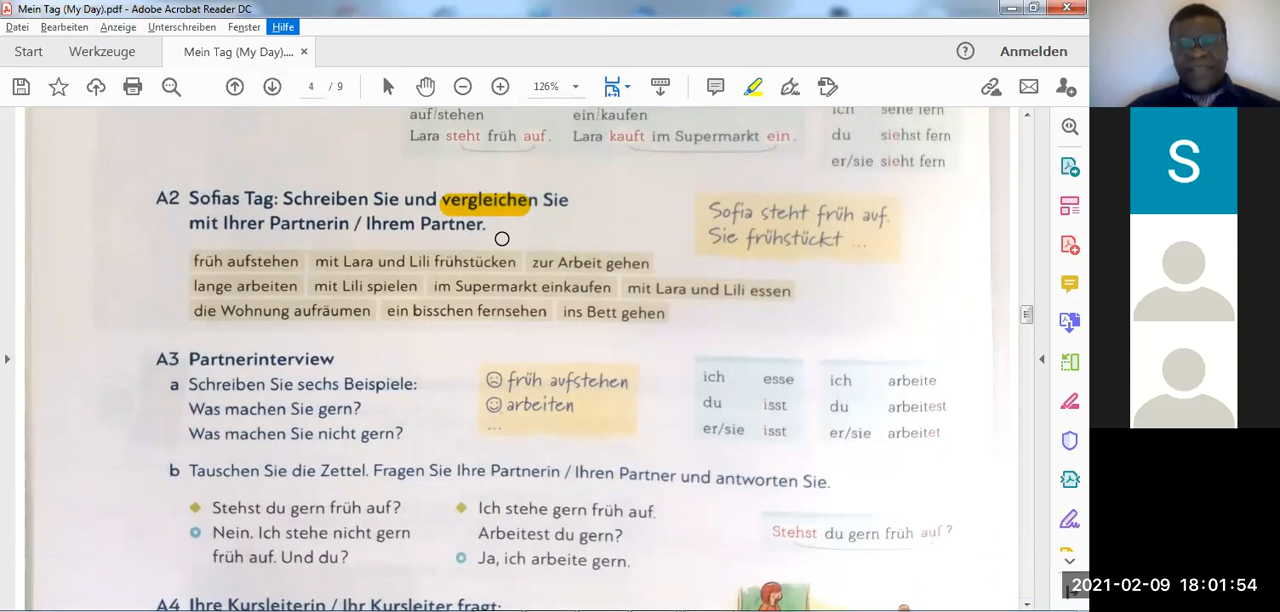 Mein Tag (My Day).pdf - Adobe Acrobat Reader DC
Datei Bearbeiten Anzeige Unterschreiben Fenster Hilfe
Start Werkzeuge Mein Tag (My Day).... × Anmelden
4 / 9 126%
auf/stehen ein/kaufen ich sehe fern
Lara steht früh auf. Lara kauft im Supermarkt ein. du siehst fern
er/sie sieht fern
A2 Sofias Tag: Schreiben Sie und vergleichen Sie
mit Ihrer Partnerin / Ihrem Partner.
Sofia steht früh auf.
Sie frühstückt ...
früh aufstehen mit Lara und Lili frühstücken zur Arbeit gehen
lange arbeiten mit Lili spielen im Supermarkt einkaufen mit Lara und Lili essen
die Wohnung aufräumen ein bisschen fernsehen ins Bett gehen
A3 Partnerinterview
a Schreiben Sie sechs Beispiele:
Was machen Sie gern?
Was machen Sie nicht gern?
früh aufstehen
arbeiten
...
ich esse ich arbeite
du isst du arbeitest
er/sie isst er/sie arbeitet
b Tauschen Sie die Zettel. Fragen Sie Ihre Partnerin / Ihren Partner und antworten Sie.
Stehst du gern früh auf?
Nein. Ich stehe nicht gern
früh auf. Und du?
Ich stehe gern früh auf.
Arbeitest du gern?
Ja, ich arbeite gern.
Stehst du gern früh auf?
A4 Ihre Kursleiterin / Ihr Kursleiter fragt:
S
2021-02-09 18:01:54